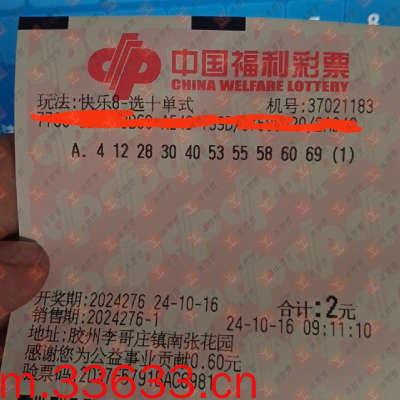 中国福利彩票
CHINA WELFARE LOTTERY
玩法:快乐8-选十单式 机号:37021183
A. 4 12 28 30 40 53 55 58 60 69 (1)
开奖期:2024276 24-10-16 合计:2元
销售期:2024276-1 24-10-16 09:11:10
地址:胶州李哥庄镇南张花园
感谢您为公益事业贡献0.60元
验票码:
m.33633.cn